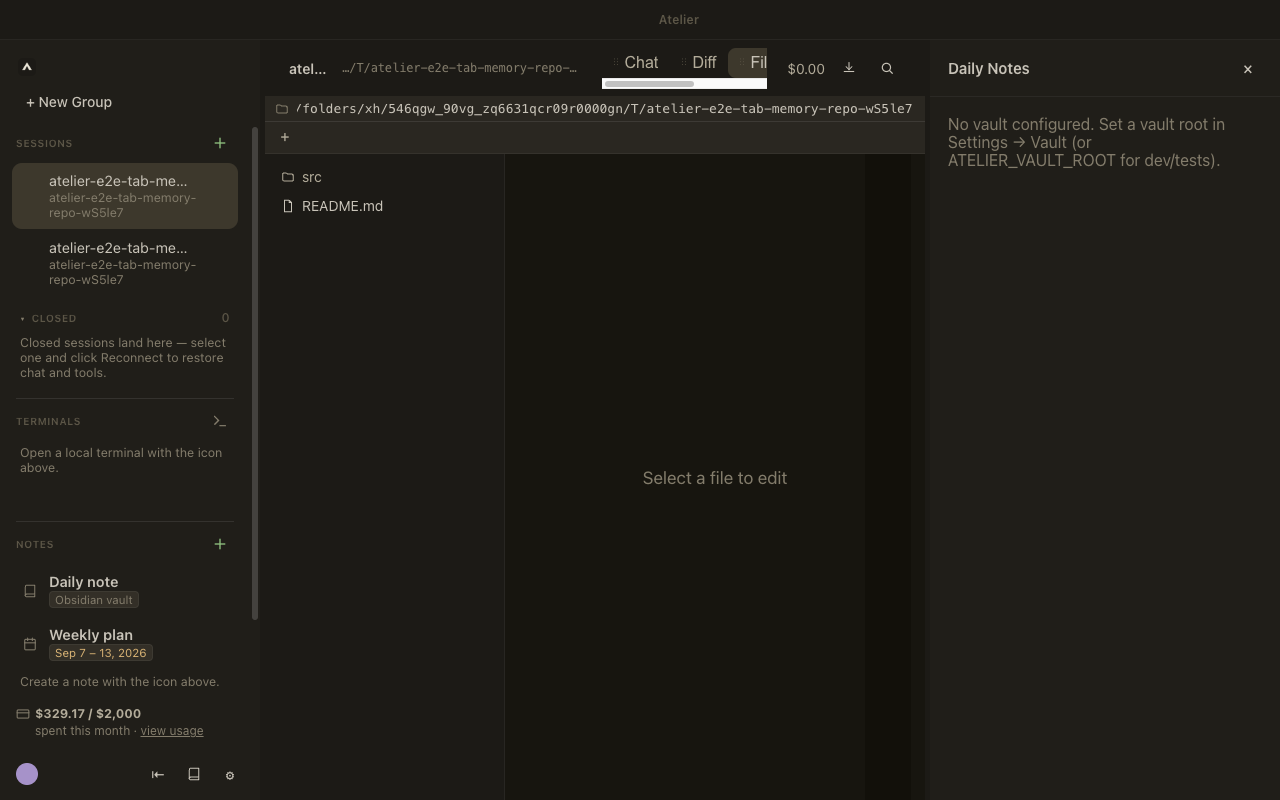 Atelier
+ New Group
SESSIONS
atelier-e2e-tab-me...
atelier-e2e-tab-memory-
repo-wS5le7
atelier-e2e-tab-me...
atelier-e2e-tab-memory-
repo-wS5le7
CLOSED 0
Closed sessions land here — select
one and click Reconnect to restore
chat and tools.
TERMINALS
Open a local terminal with the icon
above.
NOTES
Daily note
Obsidian vault
Weekly plan
Sep 7 – 13, 2026
Create a note with the icon above.
$329.17 / $2,000
spent this month · view usage
atel... …/T/atelier-e2e-tab-memory-repo-… Chat Diff Fil $0.00
/folders/xh/546qgw_90vg_zq6631qcr09r0000gn/T/atelier-e2e-tab-memory-repo-wS5le7
+
src
README.md
Select a file to edit
Daily Notes ×
No vault configured. Set a vault root in
Settings → Vault (or
ATELIER_VAULT_ROOT for dev/tests).